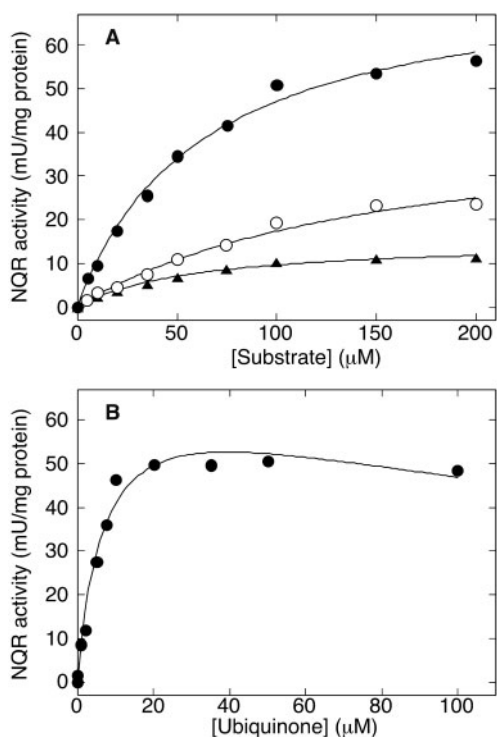 A
60
50
40
30
20
10
0
NQR activity (mU/mg protein)
0 50 100 150 200
[Substrate] (μM)
B
60
50
40
30
20
10
0
NQR activity (mU/mg protein)
0 20 40 60 80 100
[Ubiquinone] (μM)